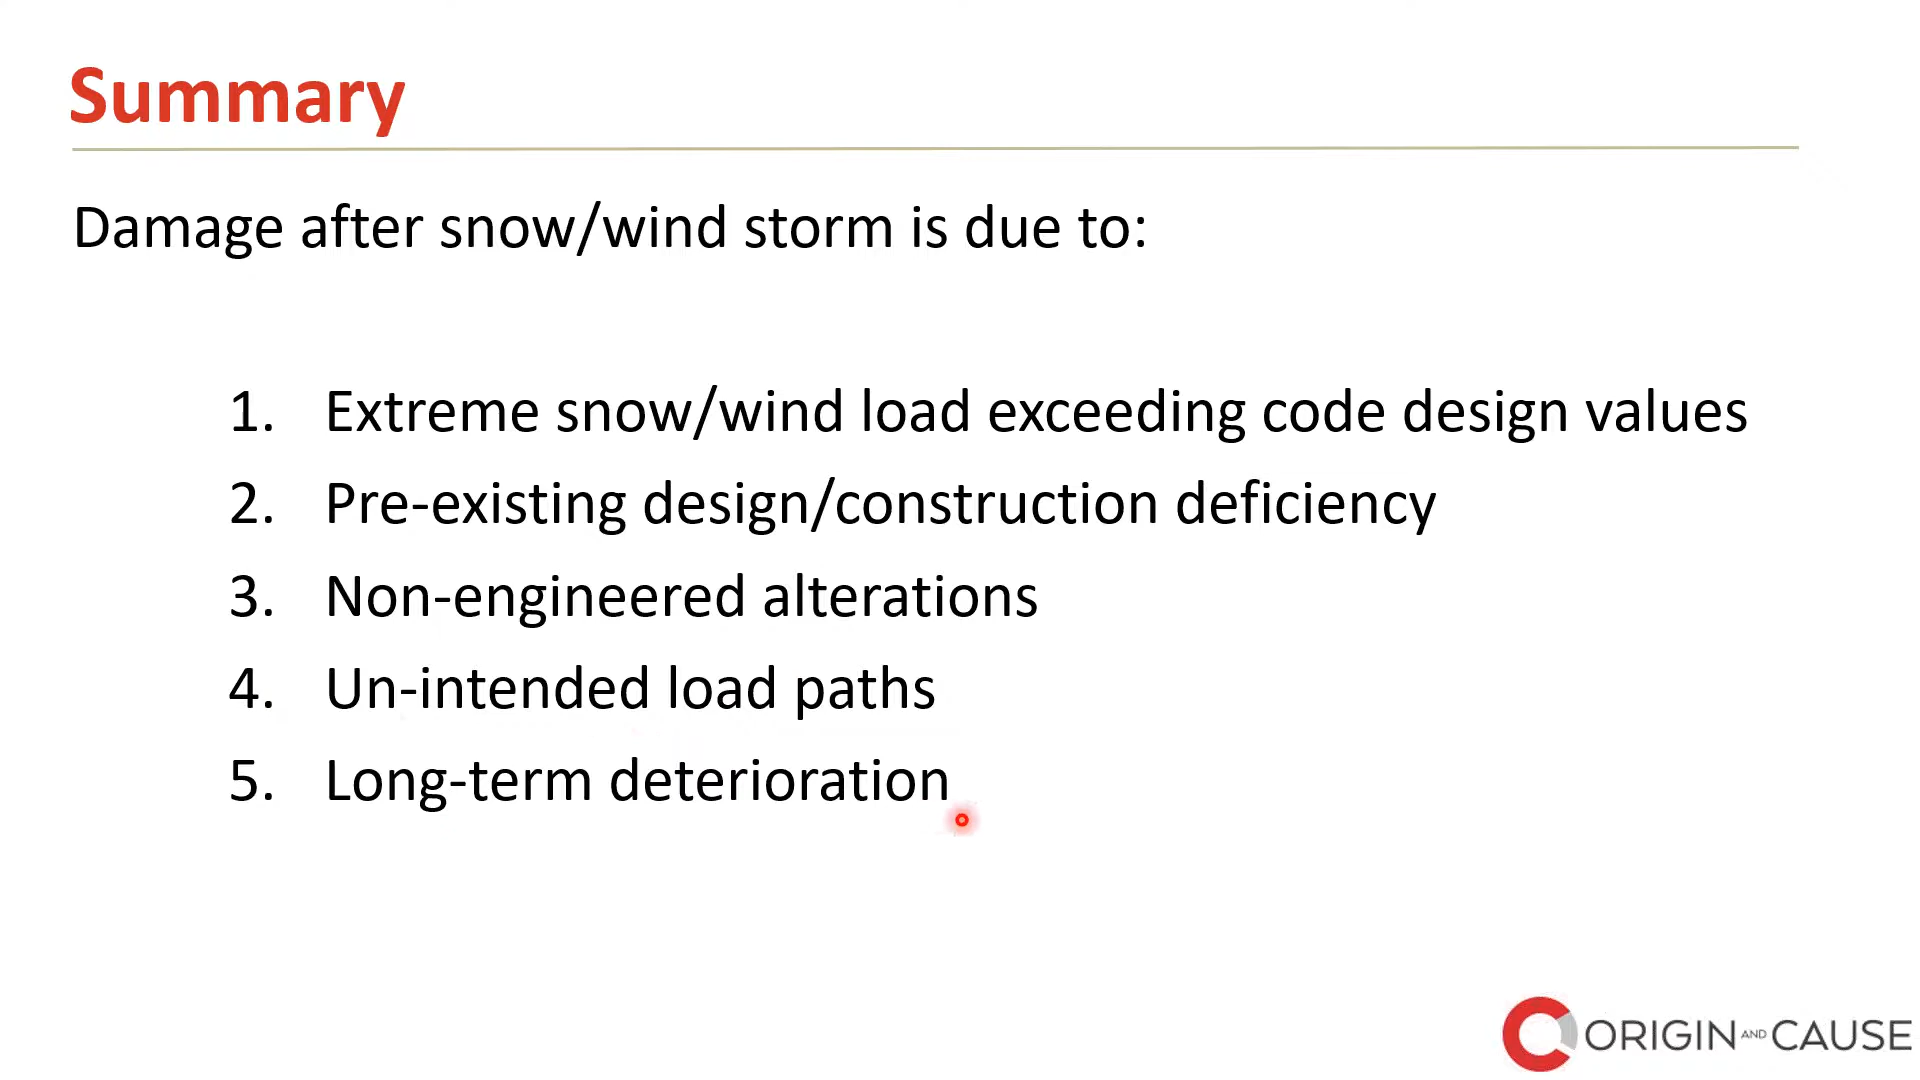 Summary
Damage after snow/wind storm is due to:
1. Extreme snow/wind load exceeding code design values
2. Pre-existing design/construction deficiency
3. Non-engineered alterations
4. Un-intended load paths
5. Long-term deterioration
ORIGIN AND CAUSE